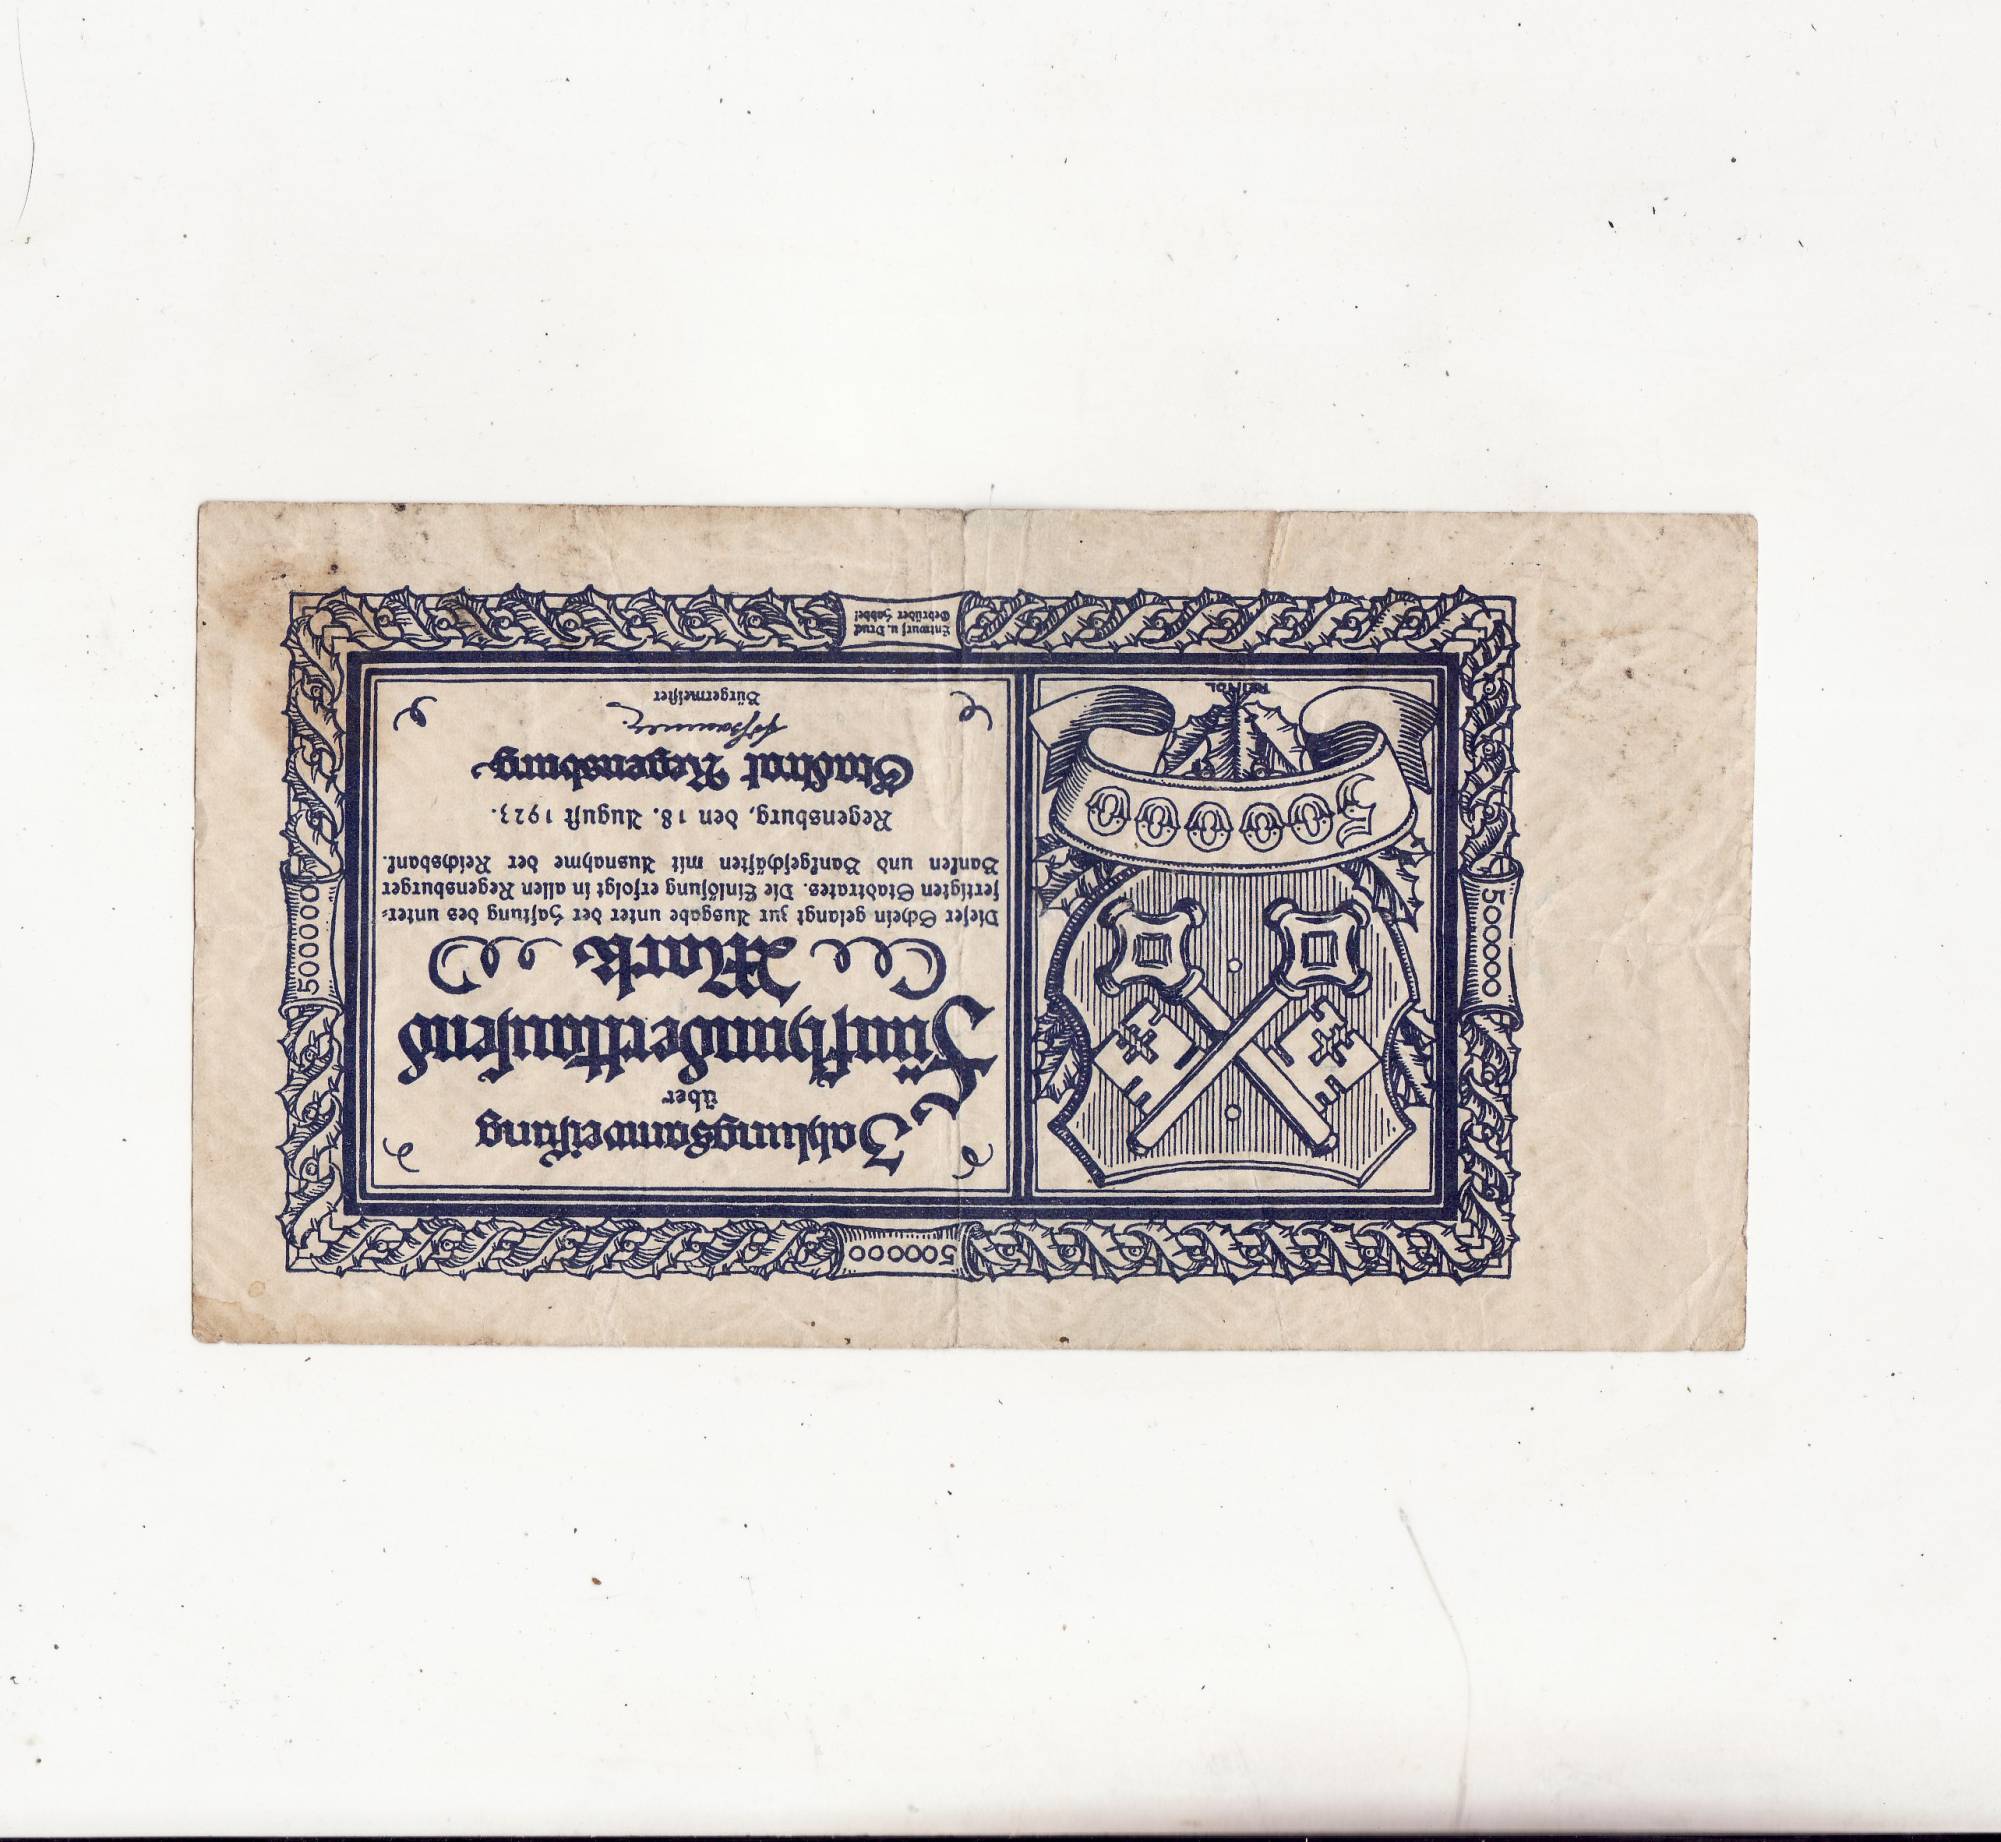 500000
Zahlungsanweisung
über
Fünfhunderttausend
Mark
Dieser Schein gelangt zur Ausgabe unter der Haftung des unter-
fertigten Stadtrates. Die Einlösung erfolgt in allen Regensburger
Banken und Bankgeschäften mit Ausnahme der Reichsbank.
Regensburg, den 18. August 1923.
Stadtrat Regensburg
Bürgermeister
500000
500000
500000
Entwurf u. Druck
Gebrüder Habbel